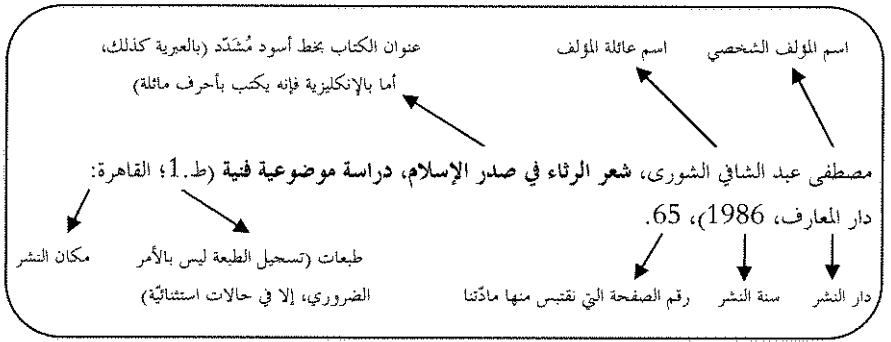 اسم المؤلف الشخصي اسم عائلة المؤلف عنوان الكتاب بخط أسود مُشَدّد (بالعبرية كذلك،
أما بالإنكليزية فإنه يكتب بأحرف مائلة)
مصطفى عبد الشافي الشورى، شعر الرثاء في صدر الإسلام، دراسة موضوعية فنية (ط.1؛ القاهرة:
دار المعارف، 1986)، 65.
طبعات (تسجيل الطبعة ليس بالأمر مكان النشر
دار النشر سنة النشر رقم الصفحة التي نقتبس منها مادّتنا الضروري، إلا في حالات استثنائيّة)